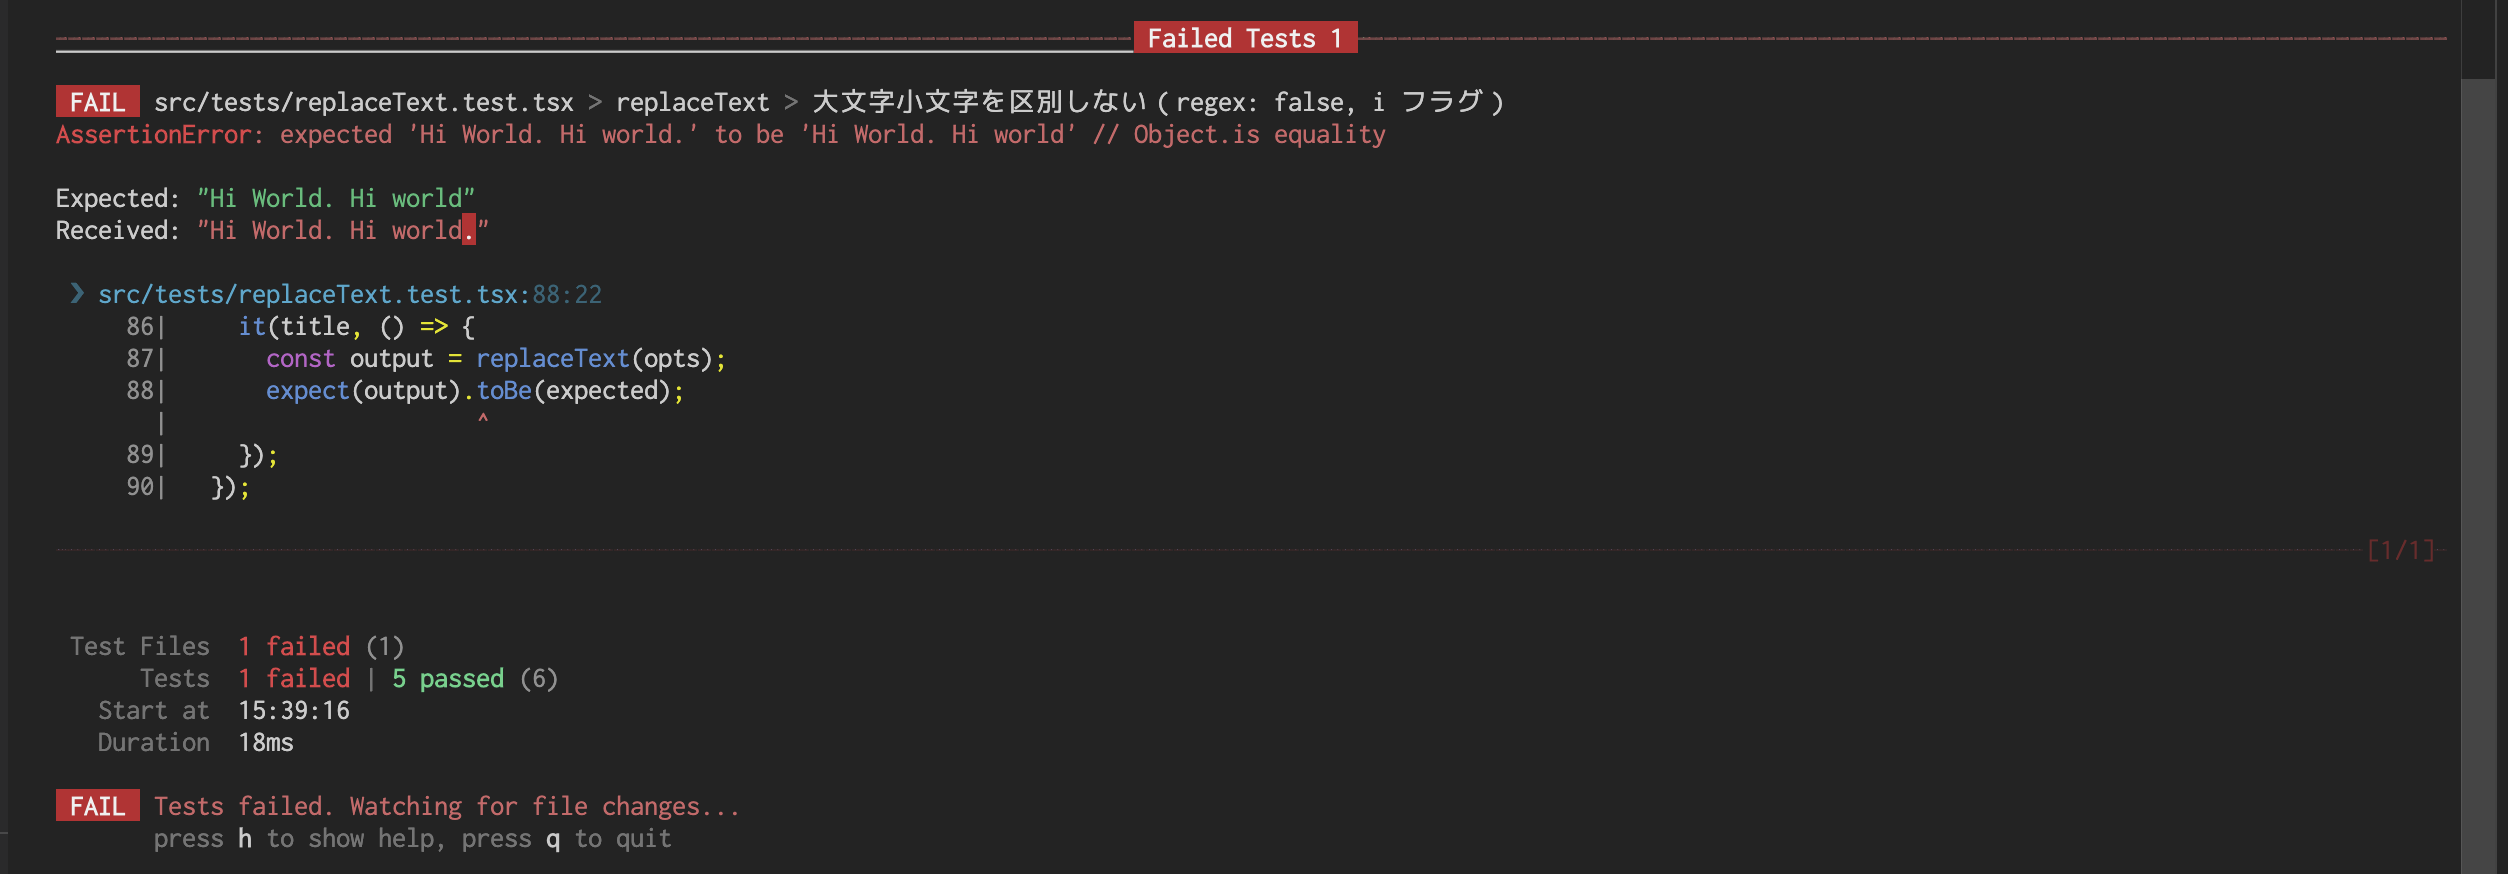 Failed Tests 1
FAIL src/tests/replaceText.test.tsx > replaceText > 大文字小文字を区別しない(regex: false, i フラグ)
AssertionError: expected 'Hi World. Hi world.' to be 'Hi World. Hi world' // Object.is equality
Expected: "Hi World. Hi world"
Received: "Hi World. Hi world."
❯ src/tests/replaceText.test.tsx:88:22
86| it(title, () => {
87| const output = replaceText(opts);
88| expect(output).toBe(expected);
| ^
89| });
90| });
[1/1]
Test Files 1 failed (1)
Tests 1 failed | 5 passed (6)
Start at 15:39:16
Duration 18ms
FAIL Tests failed. Watching for file changes...
press h to show help, press q to quit